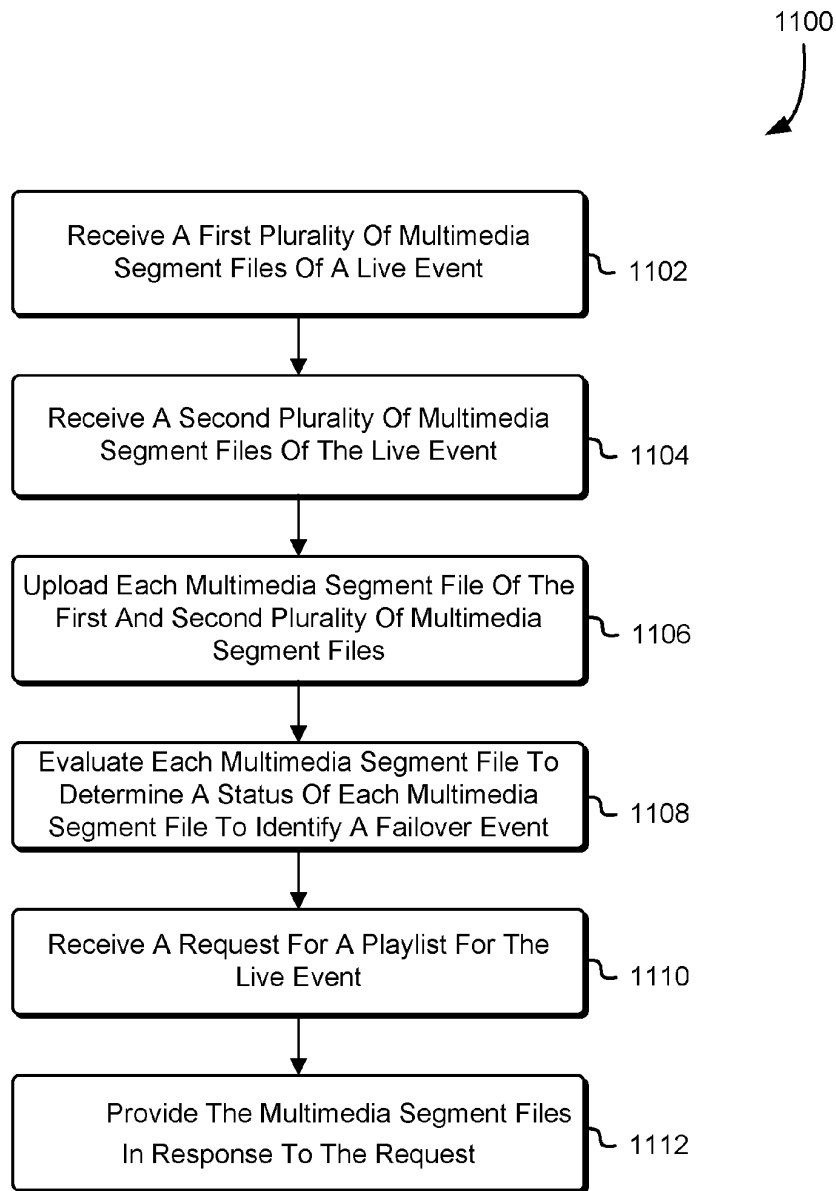 1100
Receive A First Plurality Of Multimedia
Segment Files Of A Live Event
1102
Receive A Second Plurality Of Multimedia
Segment Files Of The Live Event
1104
Upload Each Multimedia Segment File Of The
First And Second Plurality Of Multimedia
Segment Files
1106
Evaluate Each Multimedia Segment File To
Determine A Status Of Each Multimedia
Segment File To Identify A Failover Event
1108
Receive A Request For A Playlist For The
Live Event
1110
Provide The Multimedia Segment Files
In Response To The Request
1112